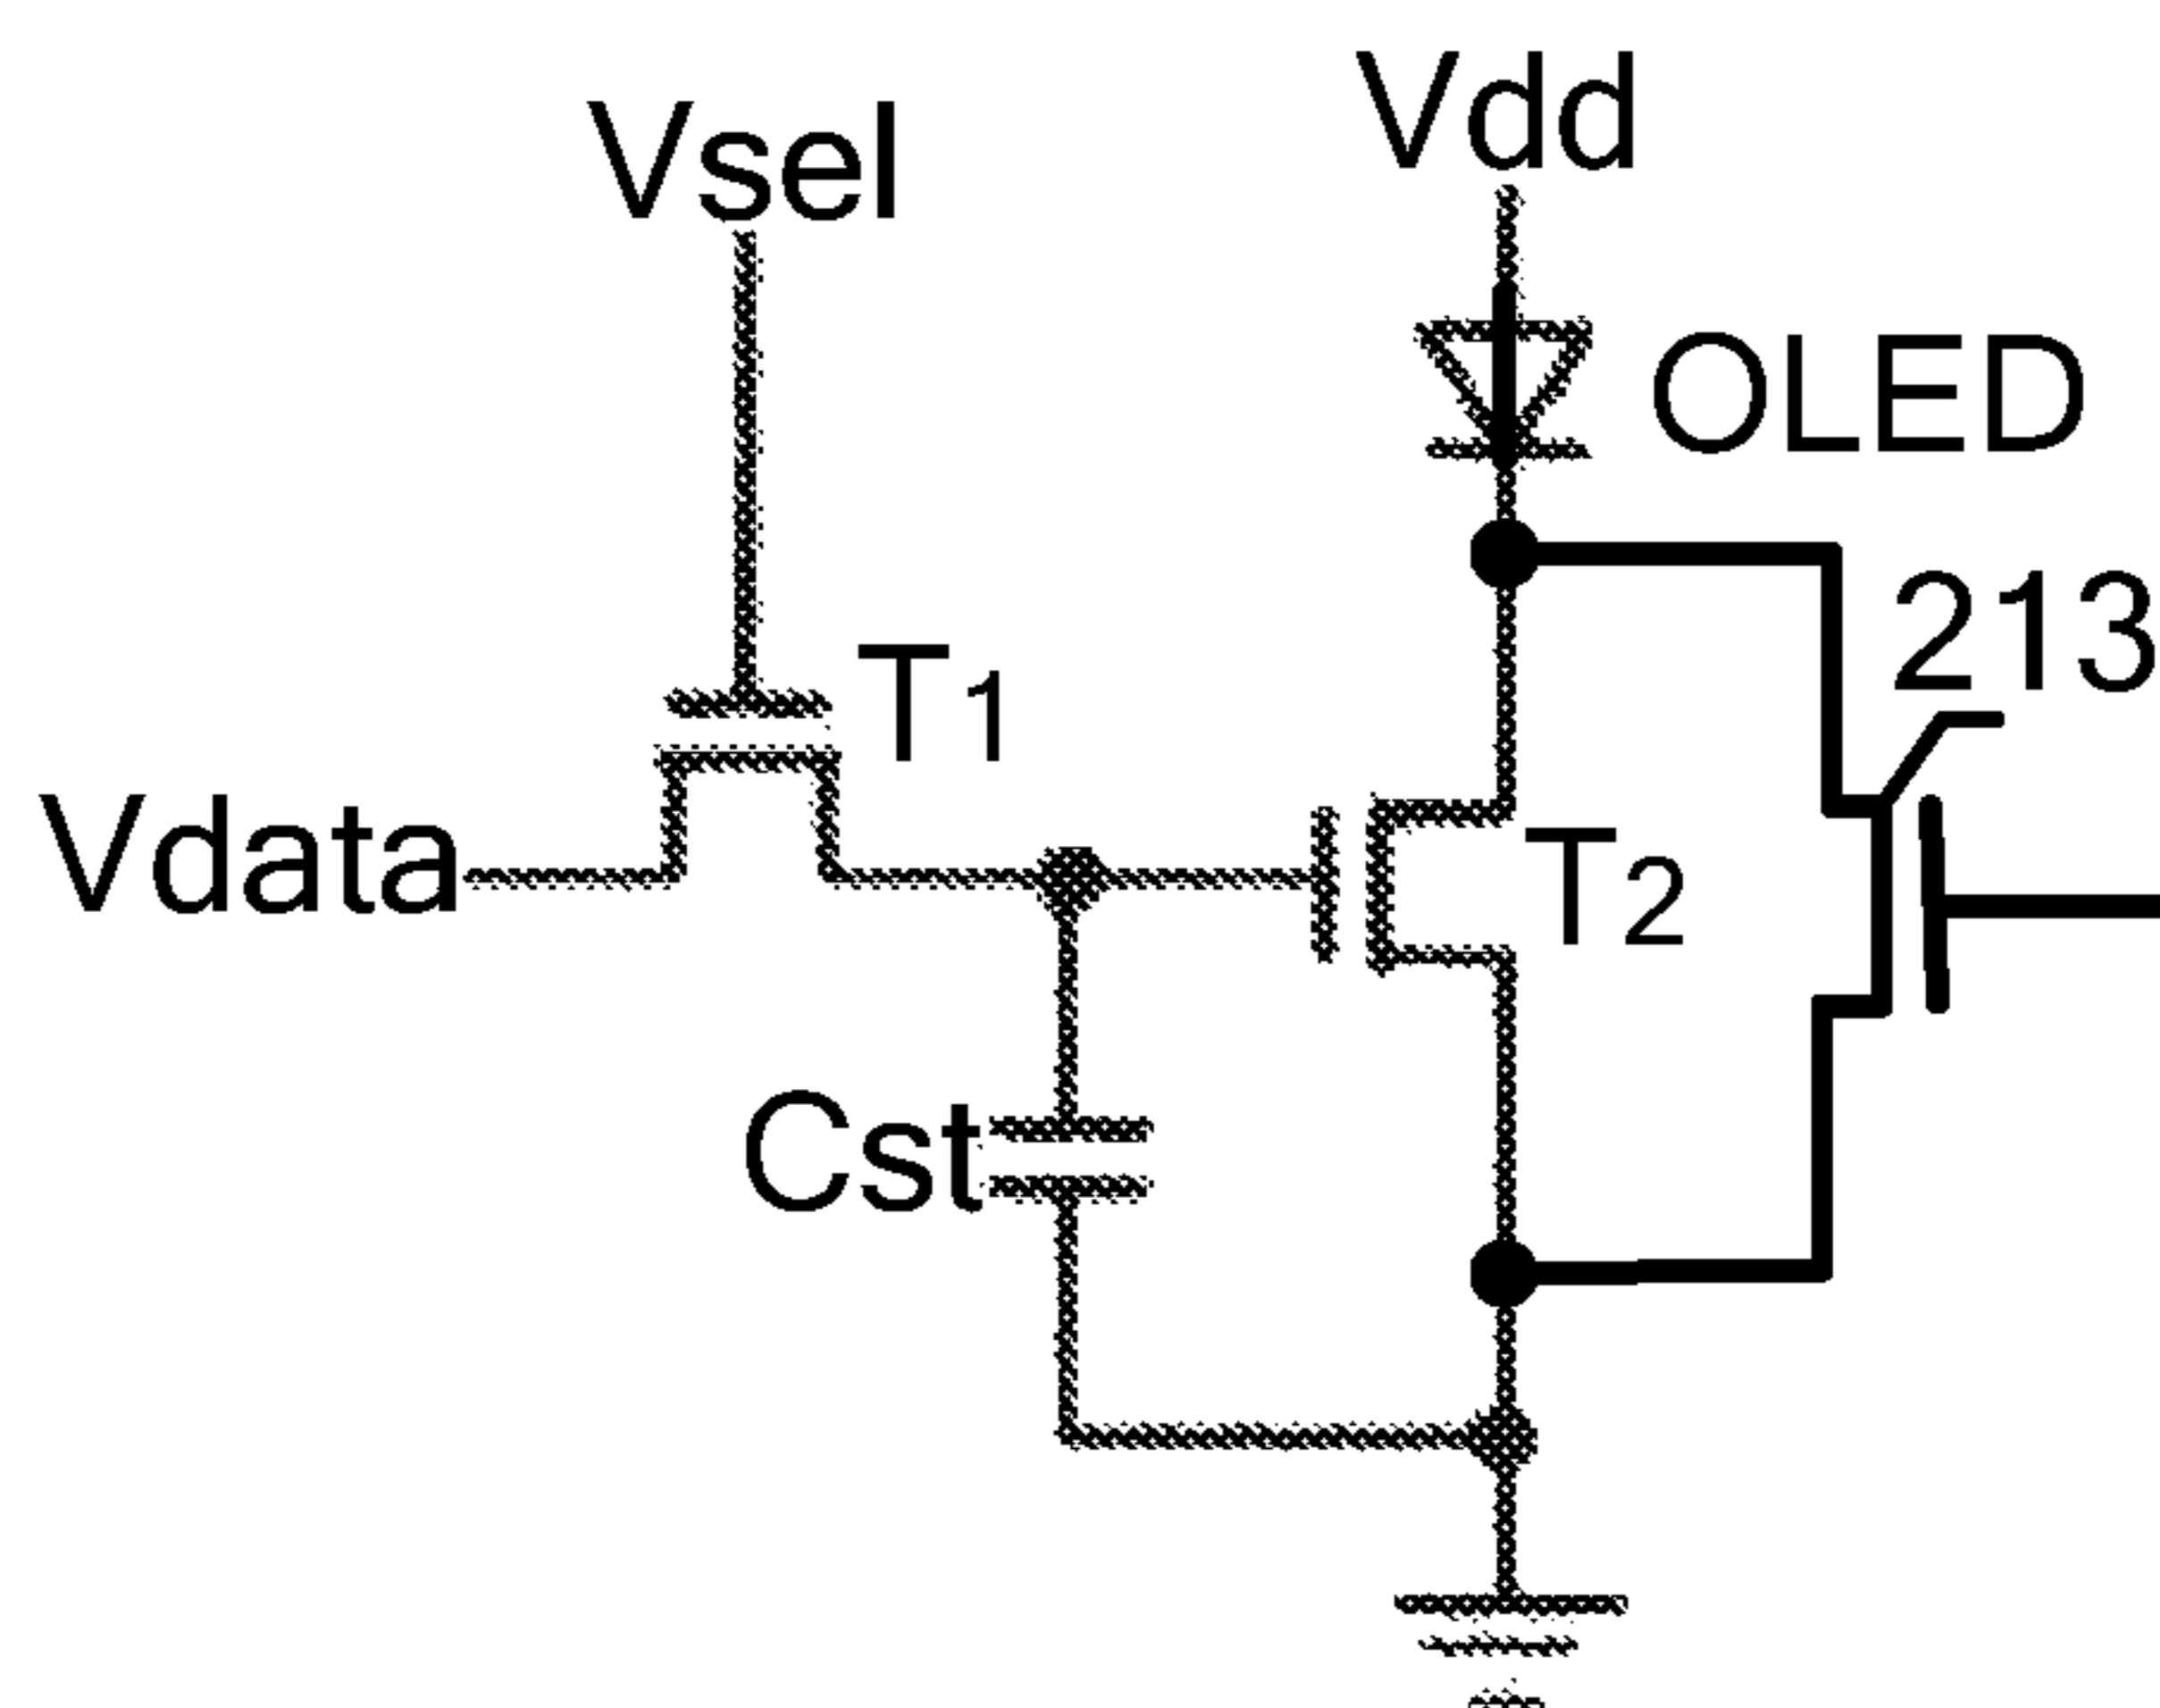 Vdd
Vsel
OLED
213
T1
Vdata
T2
Cst